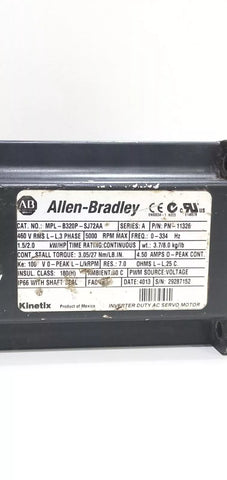 AB Allen-Bradley CE
CAT. NO.: MPL-B320P-SJ72AA SERIES: A P/N: PN-11326
460 V RMS L-L,3 PHASE 5000 RPM MAX FREQ.: 0-334 Hz
1.5/2.0 kW/HP TIME RATING:CONTINUOUS wt.: 3.7/8.0 kg/lb
CONT. STALL TORQUE: 3.05/27 Nm/LB.IN. 4.50 AMPS O-PEAK CONT.
Ke: V 0-PEAK L-L/kRPM RES.: 7.0 OHMS L-L,25 C.
INSUL CLASS: 180(H) AMBIENT: C PWM SOURCE VOLTAGE
IP66 WITH SHAFT DATE: 4013 S/N: 29287152
Kinetix Product of Mexico INVERTER DUTY AC SERVO MOTOR